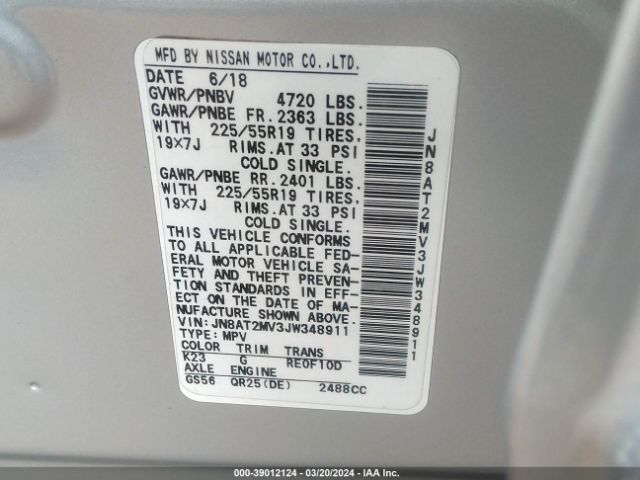 MFD BY NISSAN MOTOR CO.,LTD.
DATE 6/18
GVWR/PNBV 4720 LBS.
GAWR/PNBE FR. 2363 LBS.
WITH 225/55R19 TIRES,
19×7J RIMS.AT 33 PSI
COLD SINGLE.
GAWR/PNBE RR. 2401 LBS.
WITH 225/55R19 TIRES,
19×7J RIMS.AT 33 PSI
COLD SINGLE.
THIS VEHICLE CONFORMS
TO ALL APPLICABLE FED-
ERAL MOTOR VEHICLE SA-
FETY AND THEFT PREVEN-
TION STANDARDS IN EFF-
ECT ON THE DATE OF MA-
NUFACTURE SHOWN ABOVE.
VIN: JN8AT2MV3JW348911
TYPE: MPV
COLOR TRIM TRANS
K23 G RE0F10D
AXLE ENGINE
GS56 QR25(DE) 2488CC
JN8AT2MV3JW348911
000-39012124 - 03/20/2024 - IAA Inc.